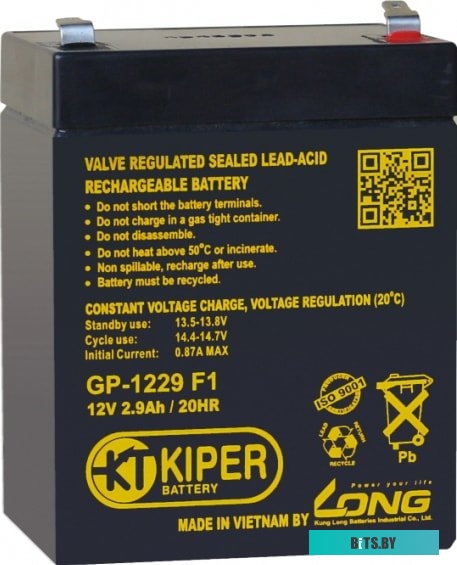 VALVE REGULATED SEALED LEAD-ACID
RECHARGEABLE BATTERY
• Do not short the battery terminals.
• Do not charge in a gas tight container.
• Do not disassemble.
• Do not heat above 50°C or incinerate.
• Non spillable, recharge after use.
• Battery must be recycled.
CONSTANT VOLTAGE CHARGE, VOLTAGE REGULATION (20°C)
Standby use: 13.5-13.8V
Cycle use: 14.4-14.7V
Initial Current: 0.87A MAX
GP-1229 F1
12V 2.9Ah / 20HR
ISO 9001
LEAD RETURN
RECYCLE
Pb
KT KIPER
BATTERY
Power your life
LONG
Kung Long Batteries Industrial Co., Ltd.
MADE IN VIETNAM BY
BITS.BY